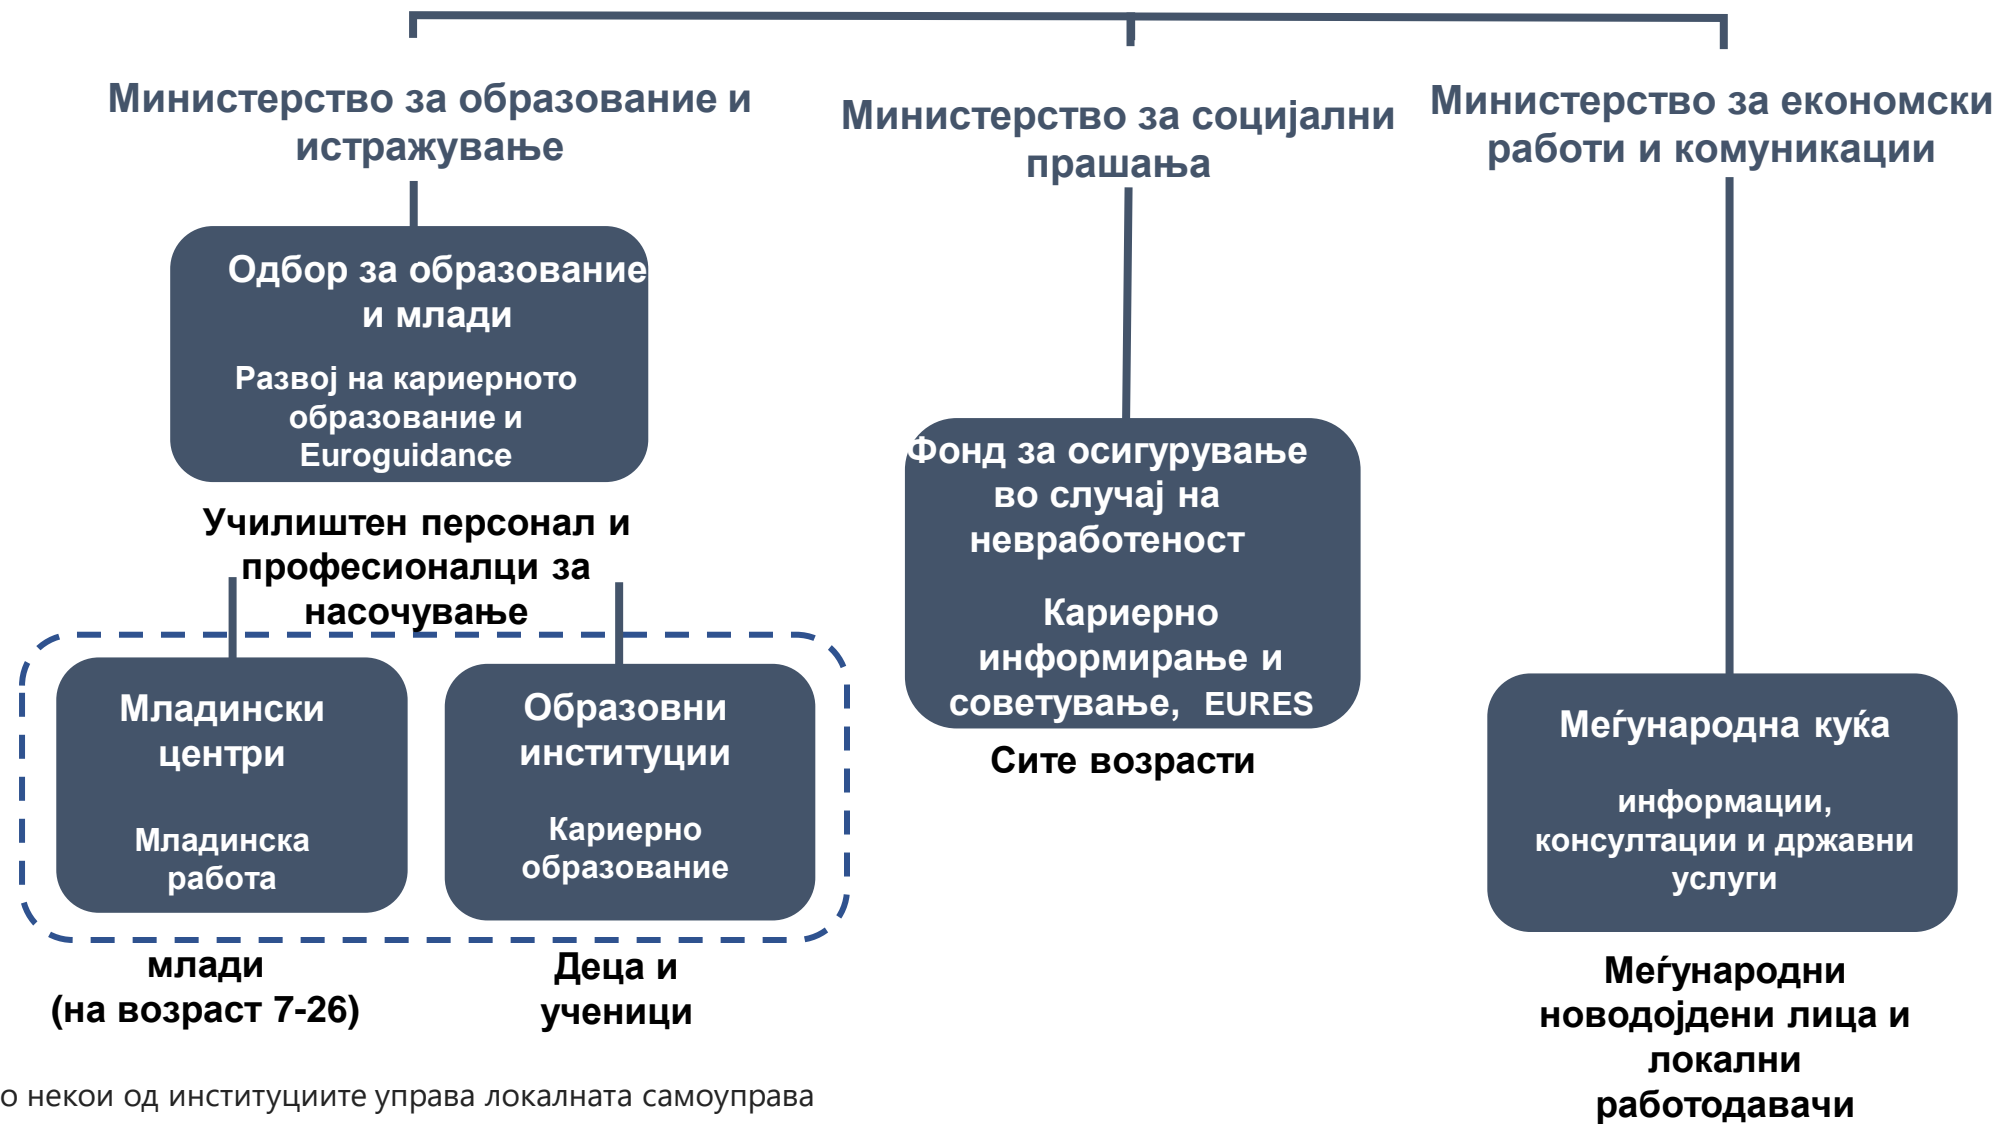 Министерство за образование и
истражување
Одбор за образование
и млади
Развој на кариерното
образование и
Euroguidance
Училиштен персонал и
професионалци за
насочување
Младински
центри
Младинска
работа
млади
(на возраст 7-26)
Образовни
институции
Кариерно
образование
Деца и
ученици
Министерство за социјални
прашања
Фонд за осигурување
во случај на
невработеност
Кариерно
информирање и
советување, EURES
Сите возрасти
Министерство за економски
работи и комуникации
Меѓународна куќа
информации,
консултации и државни
услуги
Меѓународни
новодојдени лица и
локални
работодавачи
некои од институциите управа локалната самоуправа